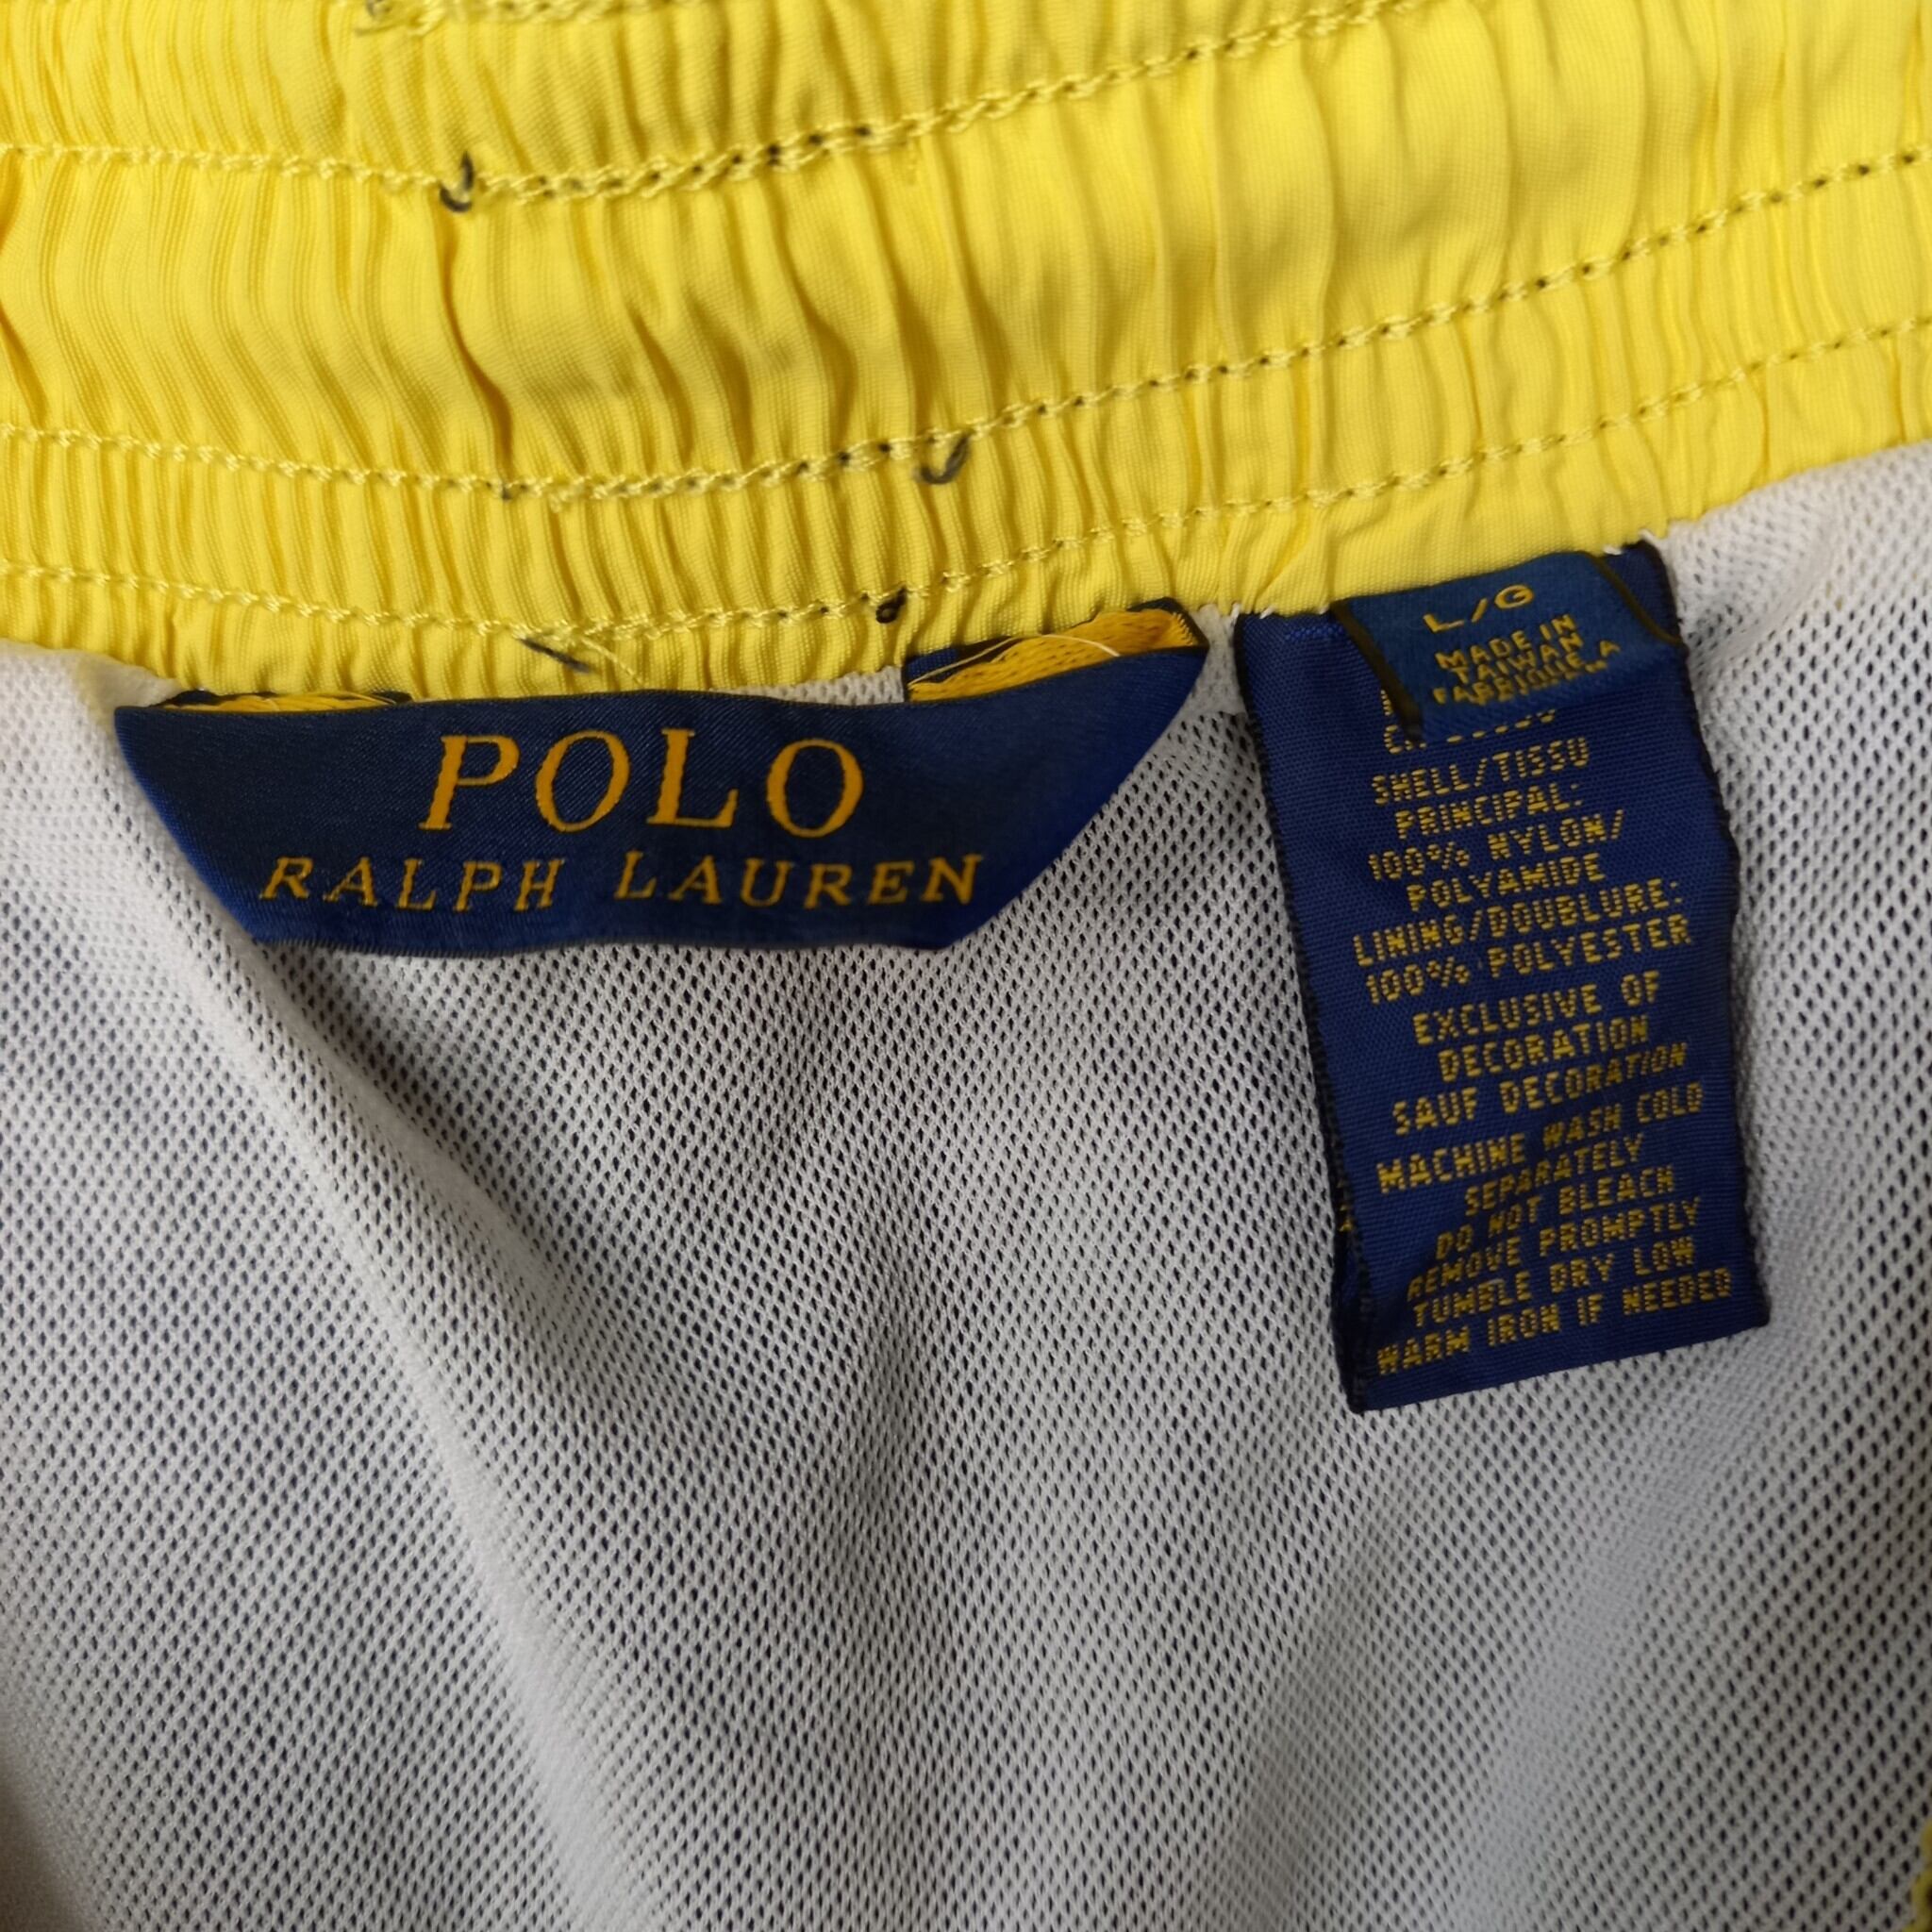 POLO
RALPH LAUREN
L/G
MADE IN
TAIWAN
FABRIQUE A
SHELL/TISSU
PRINCIPAL:
100% NYLON/
POLYAMIDE
LINING/DOUBLURE:
100% POLYESTER
EXCLUSIVE OF
DECORATION
SAUF DECORATION
MACHINE WASH COLD
SEPARATELY
DO NOT BLEACH
REMOVE PROMPTLY
TUMBLE DRY LOW
WARM IRON IF NEEDED